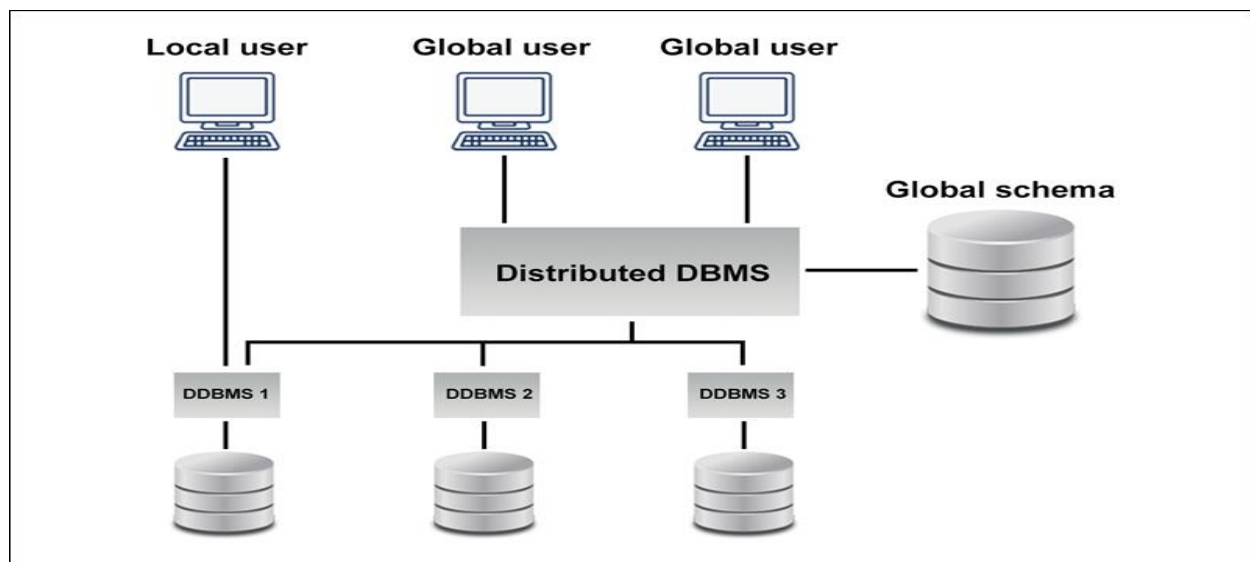 Local user
Global user
Global user
Global schema
Distributed DBMS
DDBMS 1
DDBMS 2
DDBMS 3